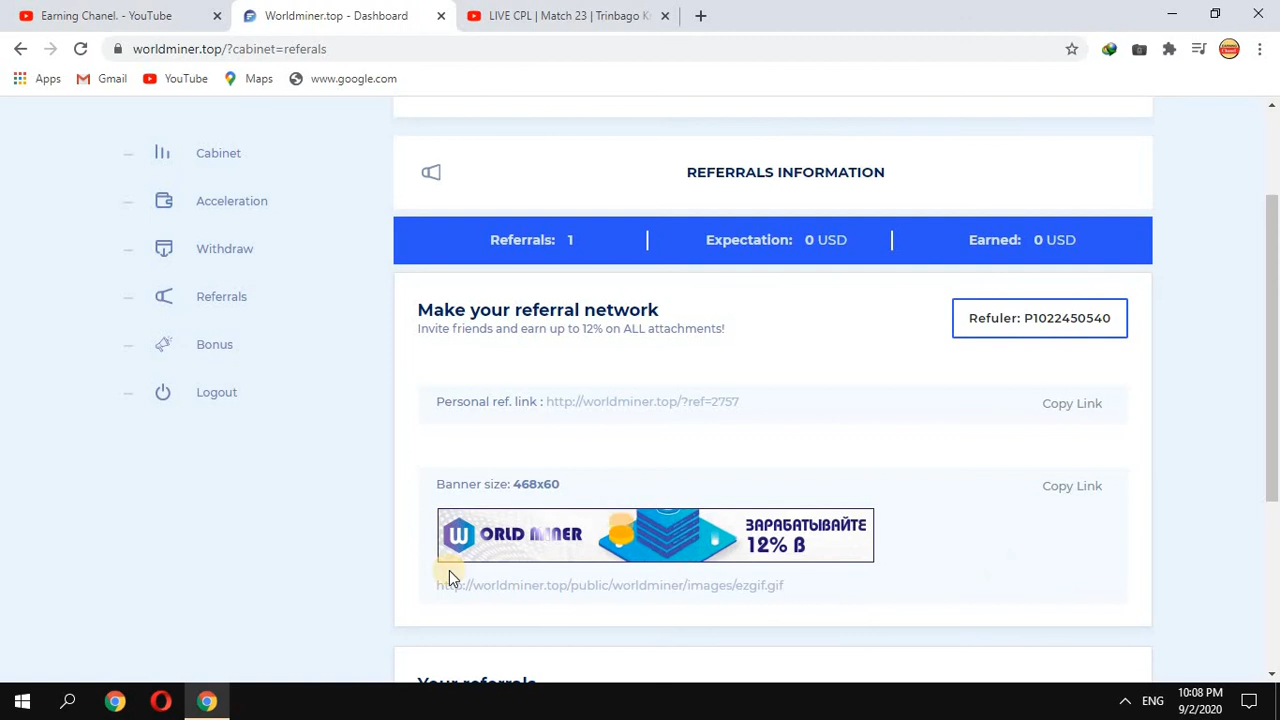 Earning Chanel. - YouTube
Worldminer.top - Dashboard
LIVE CPL | Match 23 | Trinbago K
worldminer.top/?cabinet=referals
Apps
Gmail
YouTube
Maps
www.google.com
Cabinet
Acceleration
Withdraw
Referrals
Bonus
Logout
REFERRALS INFORMATION
Referrals: 1
Expectation: 0 USD
Earned: 0 USD
Make your referral network
Invite friends and earn up to 12% on ALL attachments!
Refuler: P1022450540
Personal ref. link : http://worldminer.top/?ref=2757
Copy Link
Banner size: 468x60
Copy Link
WORLD MINER
ЗАРАБАТЫВАЙТЕ
12% В
http://worldminer.top/public/worldminer/images/ezgif.gif
Your referrals
ENG
10:08 PM
9/2/2020